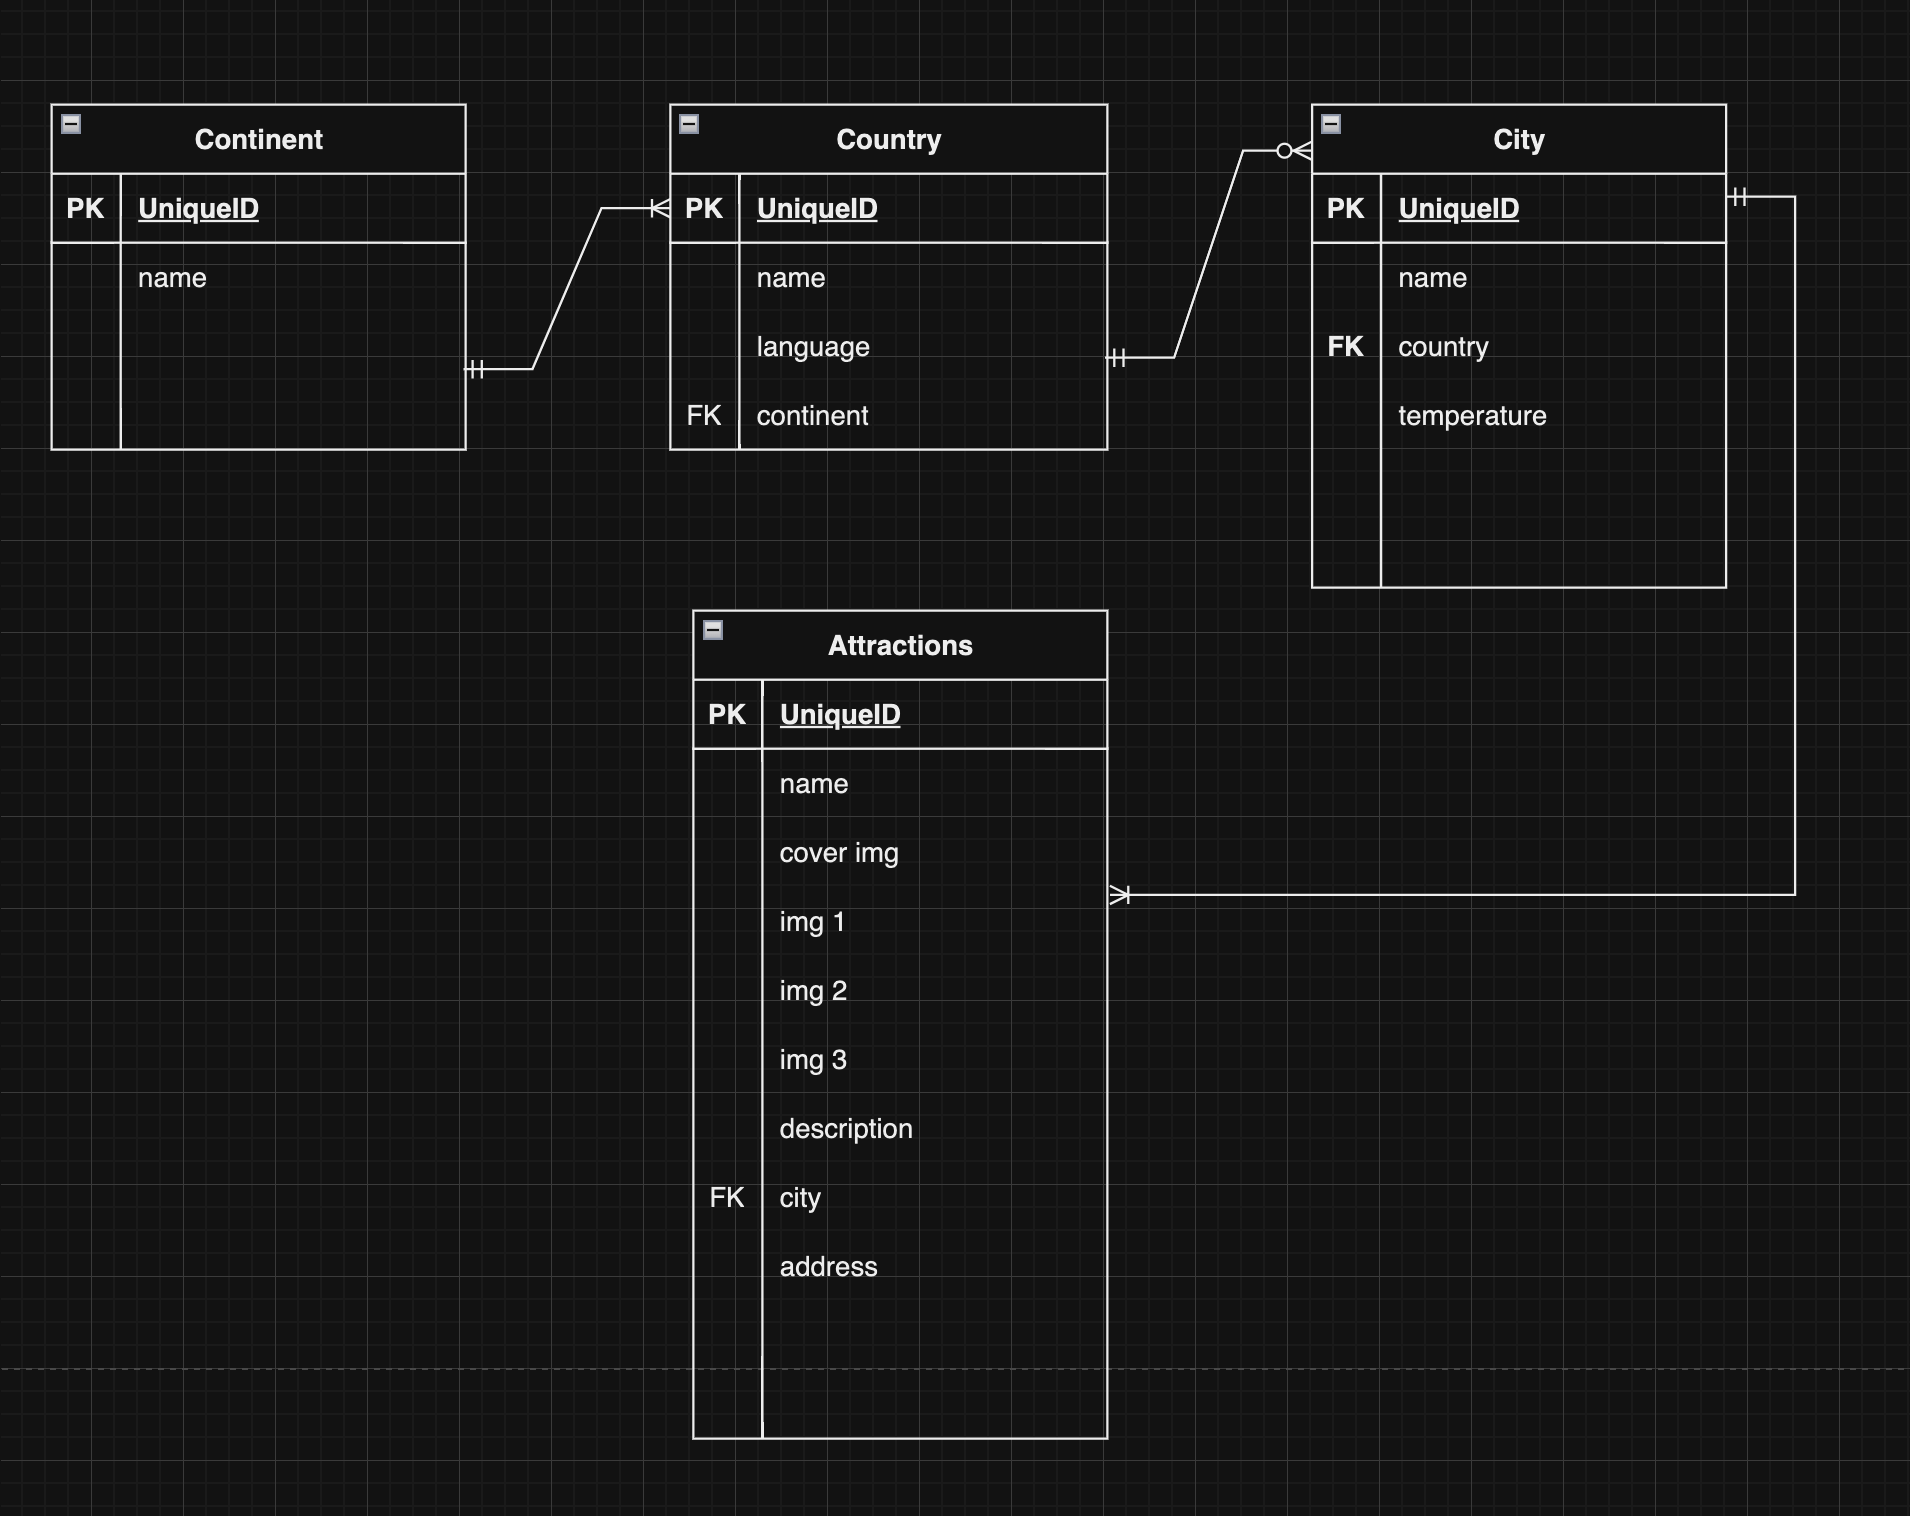 Continent
PK UniqueID
name
Country
PK UniqueID
name
language
FK continent
City
PK UniqueID
name
FK country
temperature
Attractions
PK UniqueID
name
cover img
img 1
img 2
img 3
description
FK city
address